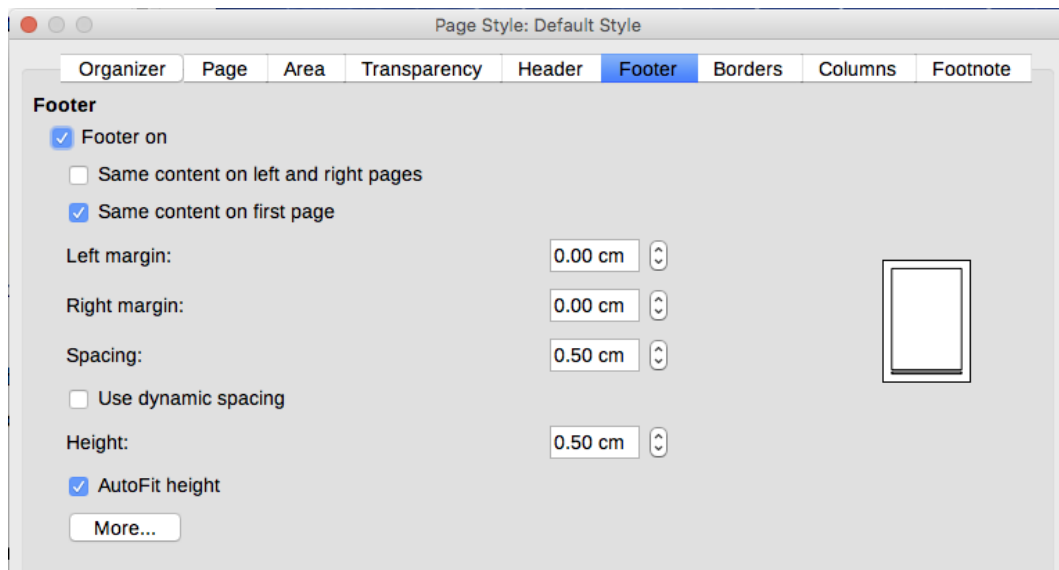 Page Style: Default Style
Organizer Page Area Transparency Header Footer Borders Columns Footnote
Footer
Footer on
Same content on left and right pages
Same content on first page
Left margin: 0.00 cm
Right margin: 0.00 cm
Spacing: 0.50 cm
Use dynamic spacing
Height: 0.50 cm
AutoFit height
More...